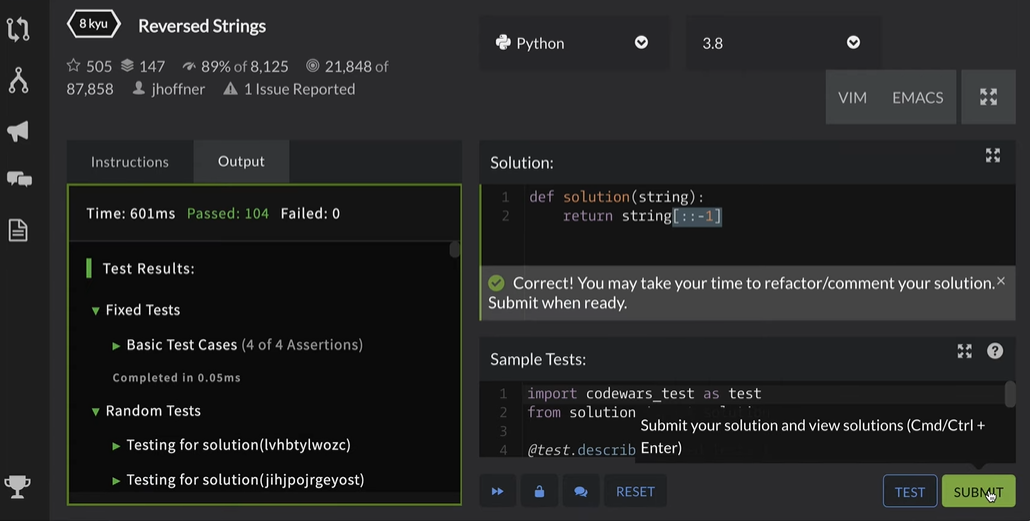 8 kyu
Reversed Strings
505 147 89% of 8,125 21,848 of
87,858 jhoffner 1 Issue Reported
Python
3.8
VIM EMACS
Instructions Output
Time: 601ms Passed: 104 Failed: 0
Test Results:
▼ Fixed Tests
▶ Basic Test Cases (4 of 4 Assertions)
Completed in 0.05ms
▼ Random Tests
▶ Testing for solution(lvhbtylwozc)
▶ Testing for solution(jihjpojrgeyost)
Solution:
1 def solution(string):
2 return string[::-1]
Correct! You may take your time to refactor/comment your solution. ×
Submit when ready.
Sample Tests:
1 import codewars_test as test
2 from solution
3
4 @test.describ
Submit your solution and view solutions (Cmd/Ctrl +
Enter)
RESET
TEST
SUBMIT